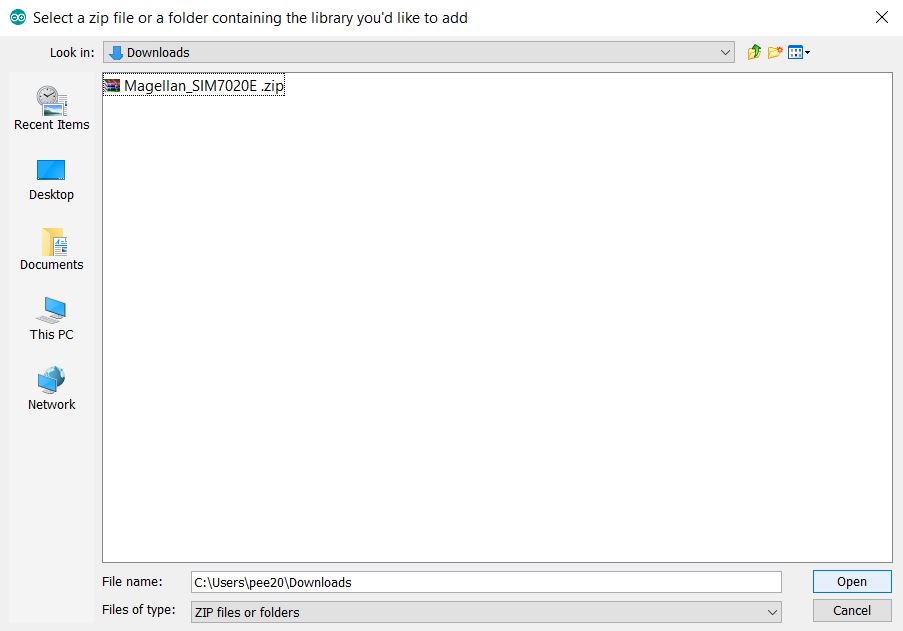 Select a zip file or a folder containing the library you'd like to add
Look in: Downloads
Magellan_SIM7020E .zip
Recent Items
Desktop
Documents
This PC
Network
File name: C:\Users\pee20\Downloads Open
Files of type: ZIP files or folders Cancel